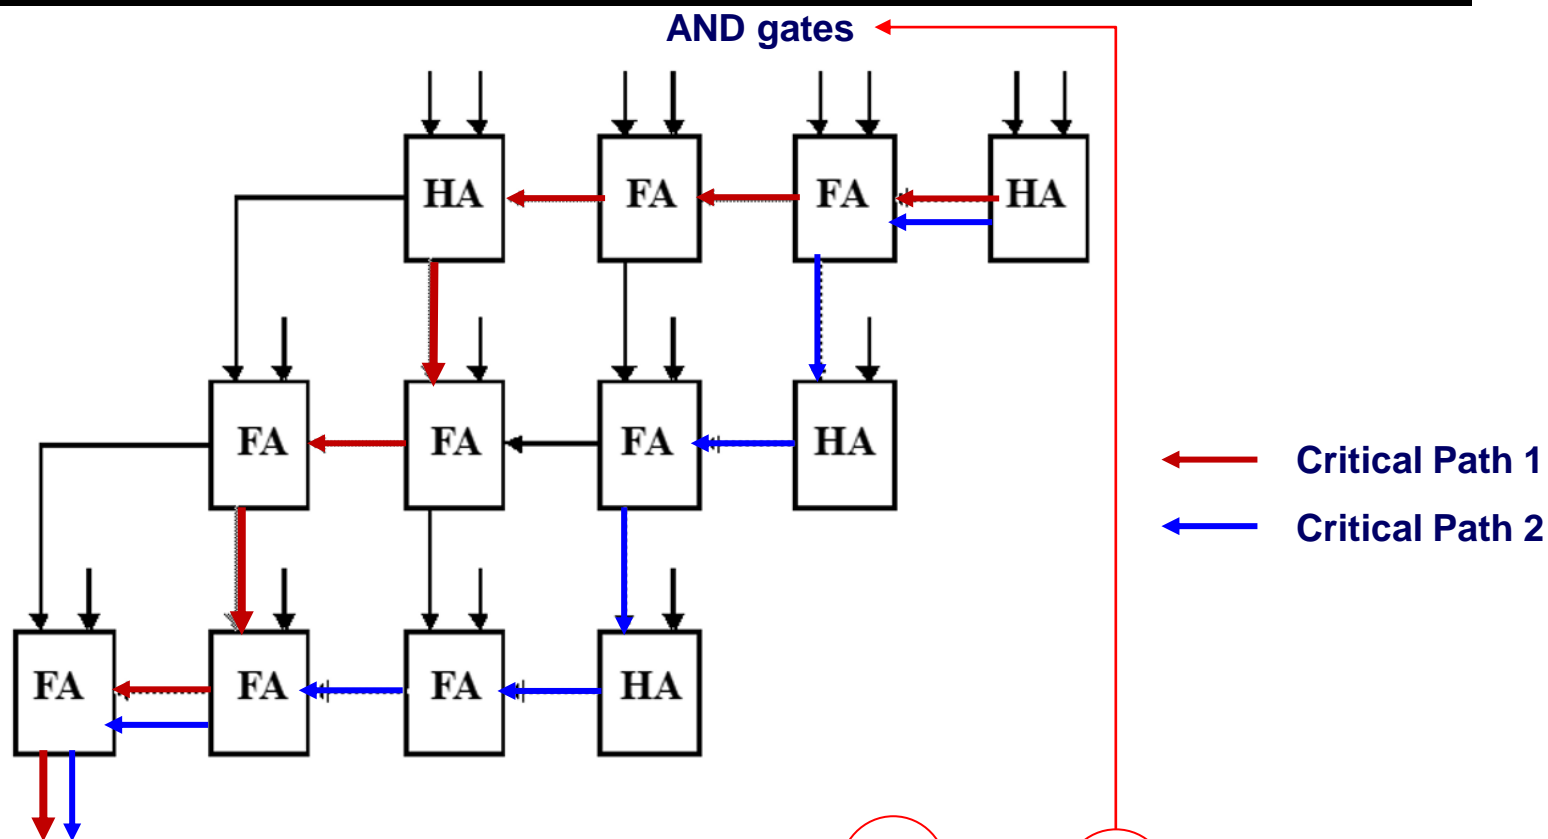 AND gates
HA FA FA HA
FA FA FA HA
Critical Path 1
Critical Path 2
FA FA FA HA